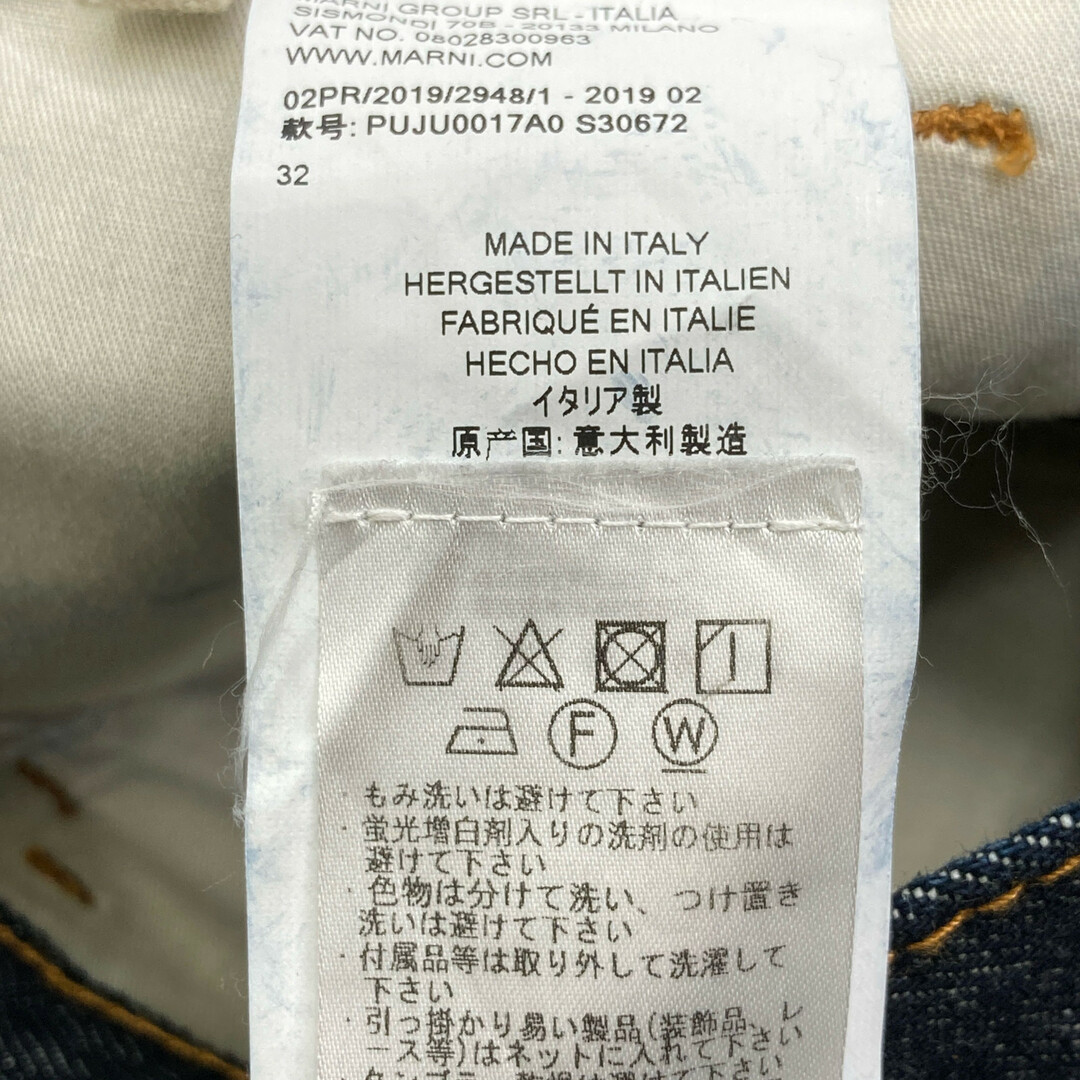 MARNI GROUP SRL - ITALIA
SISMONDI 70B - 20133 MILANO
VAT NO. 08028300963
WWW.MARNI.COM
02PR/2019/2948/1 - 2019 02
款号: PUJU0017A0 S30672
32
MADE IN ITALY
HERGESTELLT IN ITALIEN
FABRIQUÉ EN ITALIE
HECHO EN ITALIA
イタリア製
原产国: 意大利製造
F W
・もみ洗いは避けて下さい
・蛍光増白剤入りの洗剤の使用は
避けて下さい
・色物は分けて洗い、つけ置き
洗いは避けて下さい
・付属品等は取り外して洗濯して
下さい
・引っ掛かり易い製品(装飾品、レ
ース等)はネットに入れて下さい